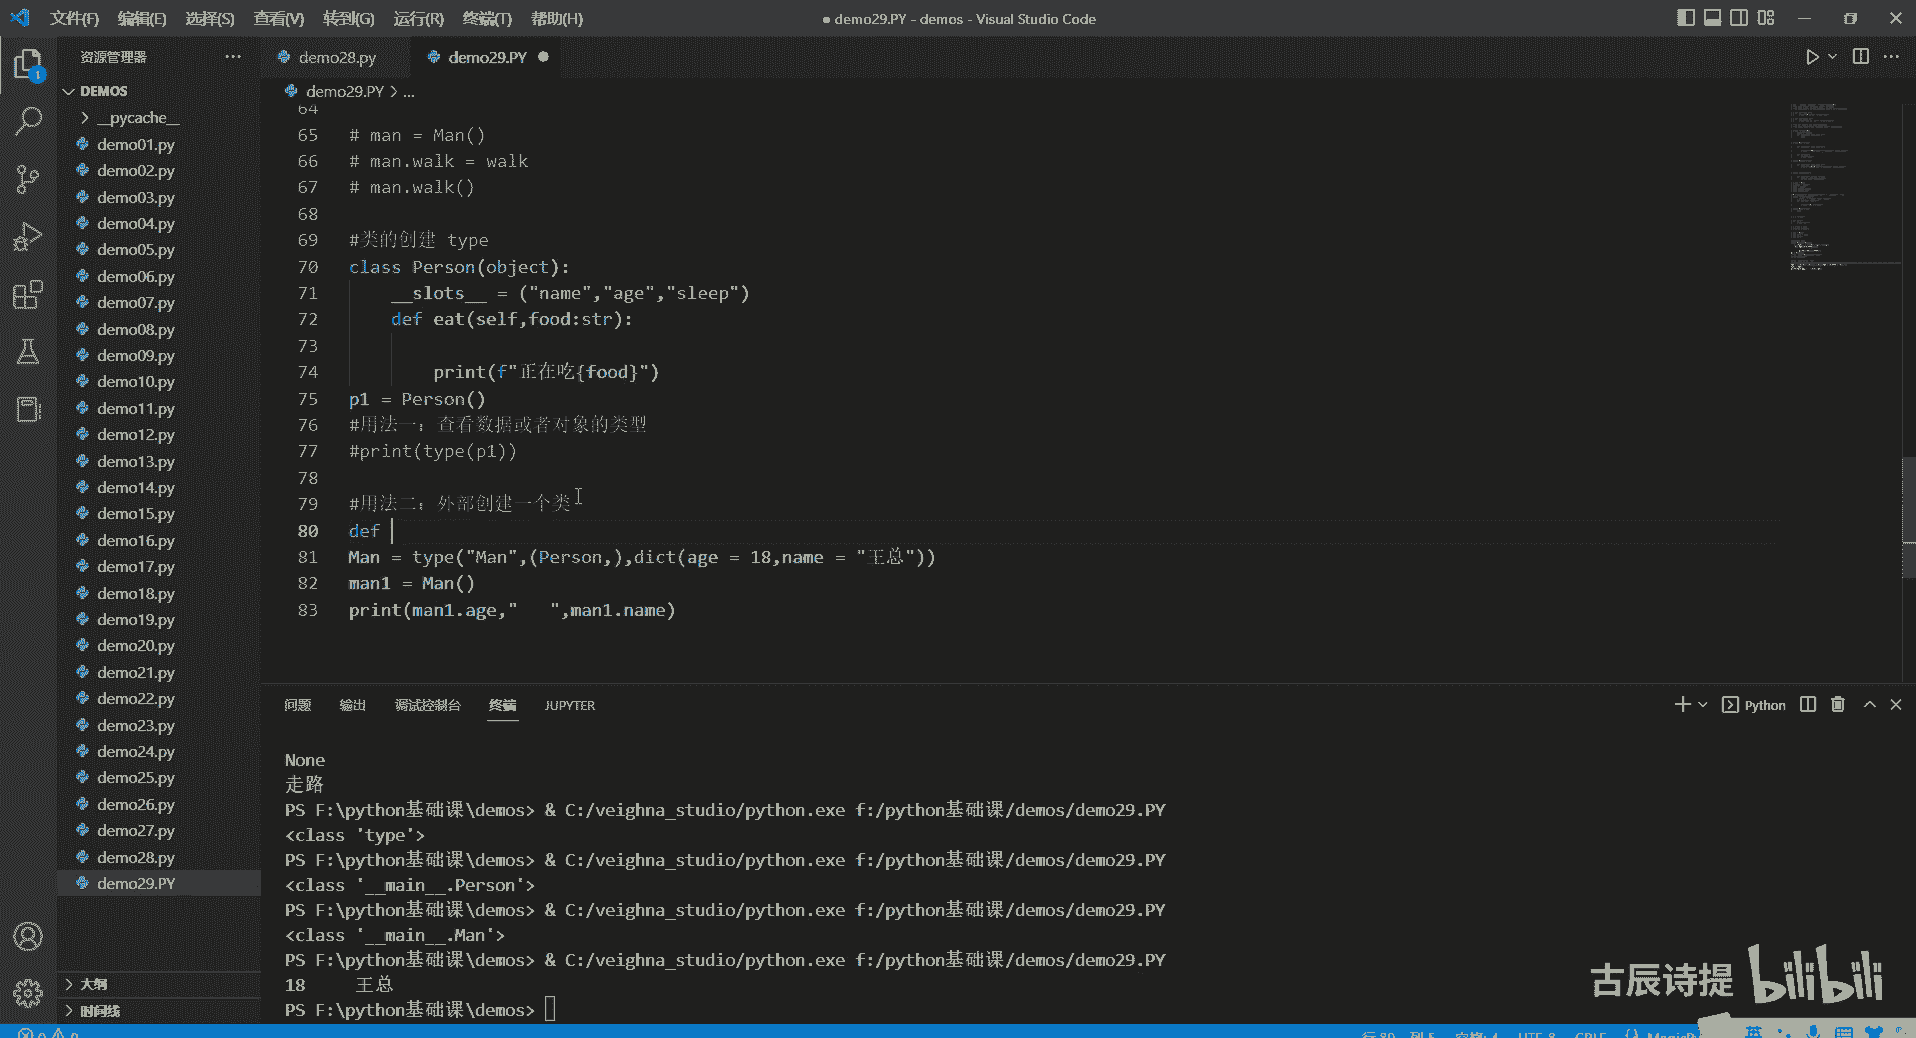 文件(F) 编辑(E) 选择(S) 查看(V) 转到(G) 运行(R) 终端(T) 帮助(H)
● demo29.PY - demos - Visual Studio Code
资源管理器 ···
demo28.py demo29.PY ●
DEMOS
demo29.PY > ...
1
__pycache__
demo01.py
demo02.py
demo03.py
demo04.py
demo05.py
demo06.py
demo07.py
demo08.py
demo09.py
demo10.py
demo11.py
demo12.py
demo13.py
demo14.py
demo15.py
demo16.py
demo17.py
demo18.py
demo19.py
demo20.py
demo21.py
demo22.py
demo23.py
demo24.py
demo25.py
demo26.py
demo27.py
demo28.py
demo29.PY
大纲
时间线
64
65 # man = Man()
66 # man.walk = walk
67 # man.walk()
68
69 #类的创建 type
70 class Person(object):
71 __slots__ = ("name","age","sleep")
72 def eat(self,food:str):
73
74 print(f"正在吃{food}")
75 p1 = Person()
76 #用法一：查看数据或者对象的类型
77 #print(type(p1))
78
79 #用法二：外部创建一个类
80 def
81 Man = type("Man",(Person,),dict(age = 18,name = "王总"))
82 man1 = Man()
83 print(man1.age,"   ",man1.name)
问题 输出 调试控制台 终端 JUPYTER
Python
None
走路
PS F:\python基础课\demos> & C:/veighna_studio/python.exe f:/python基础课/demos/demo29.PY
<class 'type'>
PS F:\python基础课\demos> & C:/veighna_studio/python.exe f:/python基础课/demos/demo29.PY
<class '__main__.Person'>
PS F:\python基础课\demos> & C:/veighna_studio/python.exe f:/python基础课/demos/demo29.PY
<class '__main__.Man'>
PS F:\python基础课\demos> & C:/veighna_studio/python.exe f:/python基础课/demos/demo29.PY
18     王总
PS F:\python基础课\demos>
古辰诗提 bilibili
行 80 列 5 空格: 4 UTF-8 CRLF
英